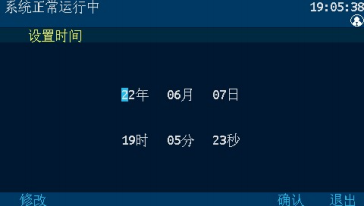 系统正常运行中 19:05:38
设置时间
22年 06月 07日
19时 05分 23秒
修改 确认 退出